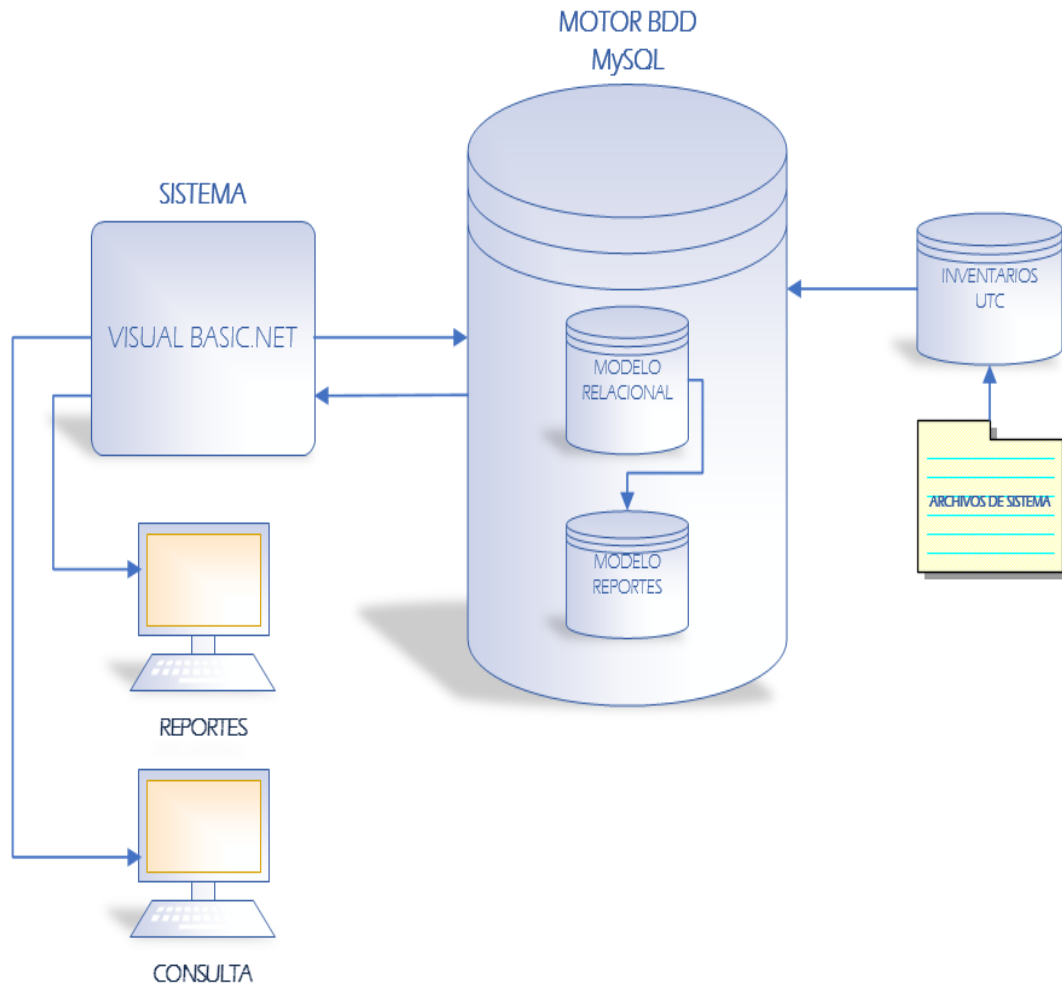 MOTOR BDD
MySQL
SISTEMA
VISUAL BASIC.NET
MODELO
RELACIONAL
MODELO
REPORTES
INVENTARIOS
UTC
ARCHIVOS DE SISTEMA
REPORTES
CONSULTA